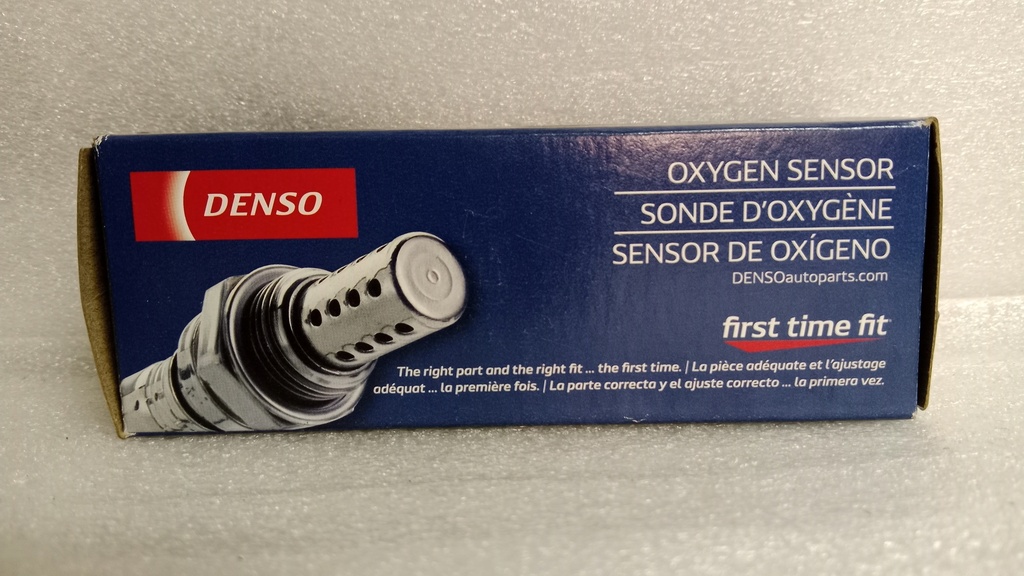 DENSO
OXYGEN SENSOR
SONDE D'OXYGÈNE
SENSOR DE OXÍGENO
DENSOautoparts.com
first time fit
The right part and the right fit ... the first time. | La pièce adéquate et l'ajustage
adéquat ... la première fois. | La parte correcta y el ajuste correcto ... la primera vez.